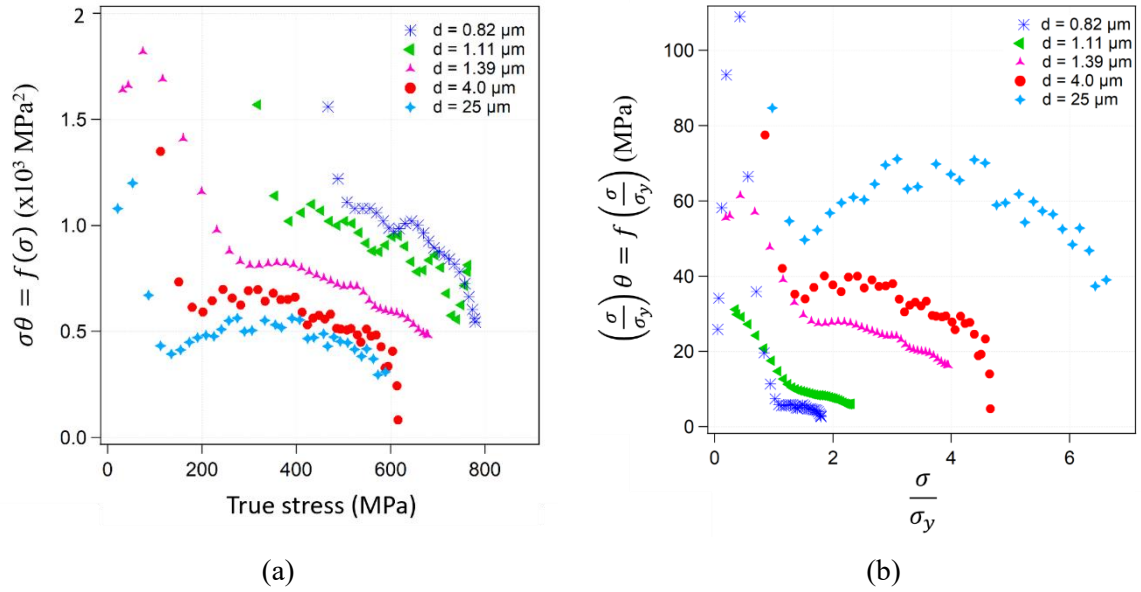 σθ = f(σ) (x10³ MPa²)
2
1.5
1.0
0.5
0.0
d = 0.82 µm
d = 1.11 µm
d = 1.39 µm
d = 4.0 µm
d = 25 µm
0 200 400 600 800
True stress (MPa)
(a)
(σ/σy) θ = f (σ/σy) (MPa)
100
80
60
40
20
0
d = 0.82 µm
d = 1.11 µm
d = 1.39 µm
d = 4.0 µm
d = 25 µm
0 2 4 6
σ/σy
(b)